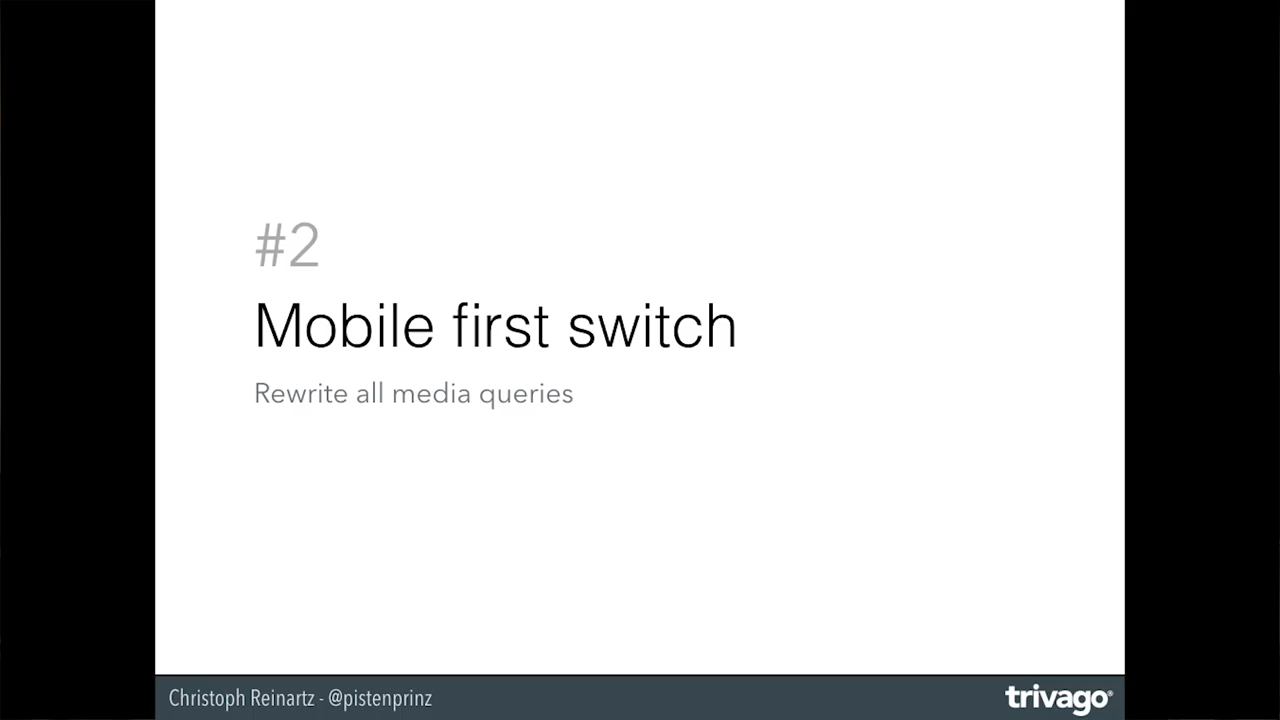 #2
Mobile first switch
Rewrite all media queries
Christoph Reinartz - @pistenprinz
trivago®